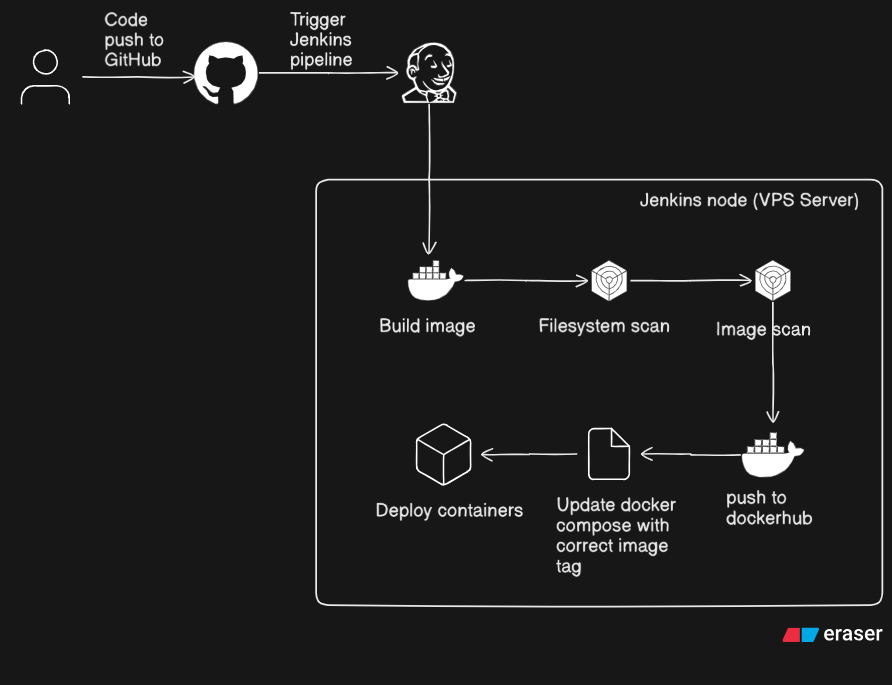 Code
push to
GitHub
Trigger
Jenkins
pipeline
Jenkins node (VPS Server)
Build image
Filesystem scan
Image scan
Deploy containers
Update docker
compose with
correct image
tag
push to
dockerhub
eraser